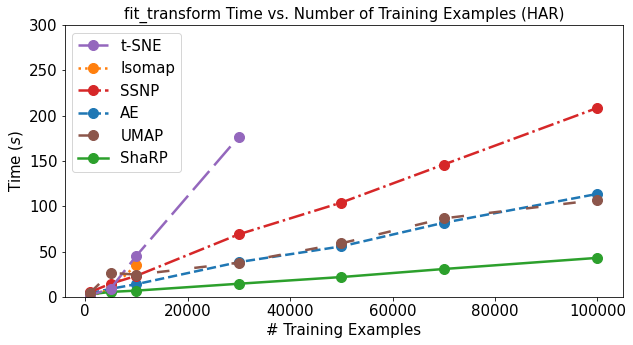 fit_transform Time vs. Number of Training Examples (HAR)
300
250
200
150
100
50
0
Time (s)
t-SNE
Isomap
SSNP
AE
UMAP
ShaRP
0 20000 40000 60000 80000 100000
# Training Examples